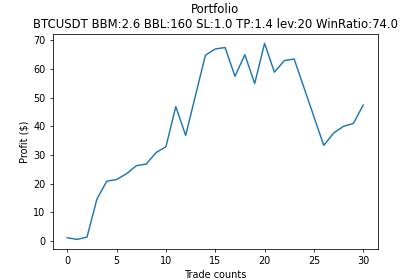 Portfolio
BTCUSDT BBM:2.6 BBL:160 SL:1.0 TP:1.4 lev:20 WinRatio:74.0
70
60
50
40
30
20
10
0
Profit ($)
0 5 10 15 20 25 30
Trade counts